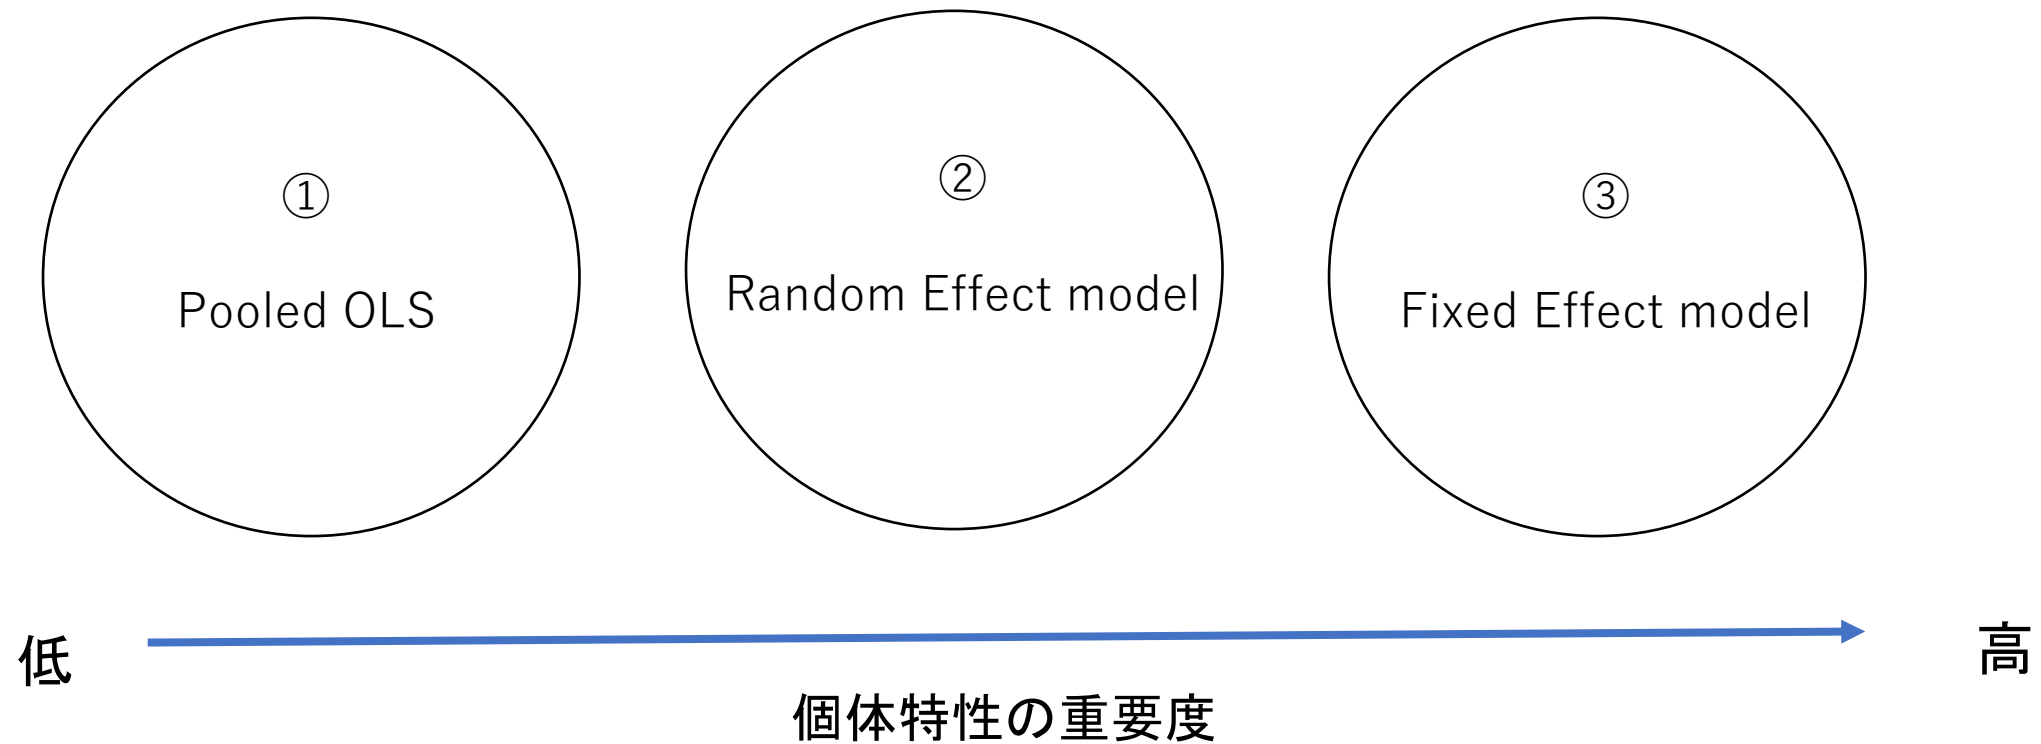 ①
Pooled OLS
②
Random Effect model
③
Fixed Effect model
低
高
個体特性の重要度